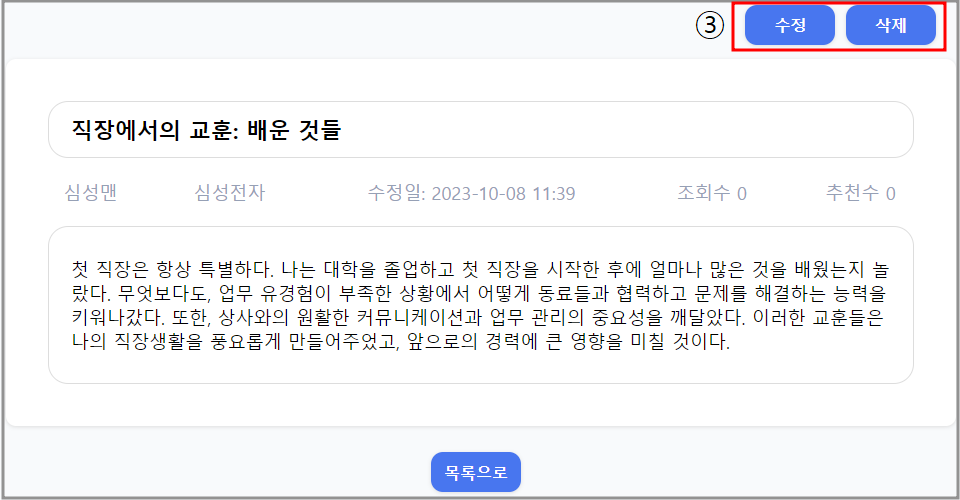 ③ 수정 삭제
직장에서의 교훈: 배운 것들
심성맨 심성전자 수정일: 2023-10-08 11:39 조회수 0 추천수 0
첫 직장은 항상 특별하다. 나는 대학을 졸업하고 첫 직장을 시작한 후에 얼마나 많은 것을 배웠는지 놀
랐다. 무엇보다도, 업무 유경험이 부족한 상황에서 어떻게 동료들과 협력하고 문제를 해결하는 능력을
키워나갔다. 또한, 상사와의 원활한 커뮤니케이션과 업무 관리의 중요성을 깨달았다. 이러한 교훈들은
나의 직장생활을 풍요롭게 만들어주었고, 앞으로의 경력에 큰 영향을 미칠 것이다.
목록으로